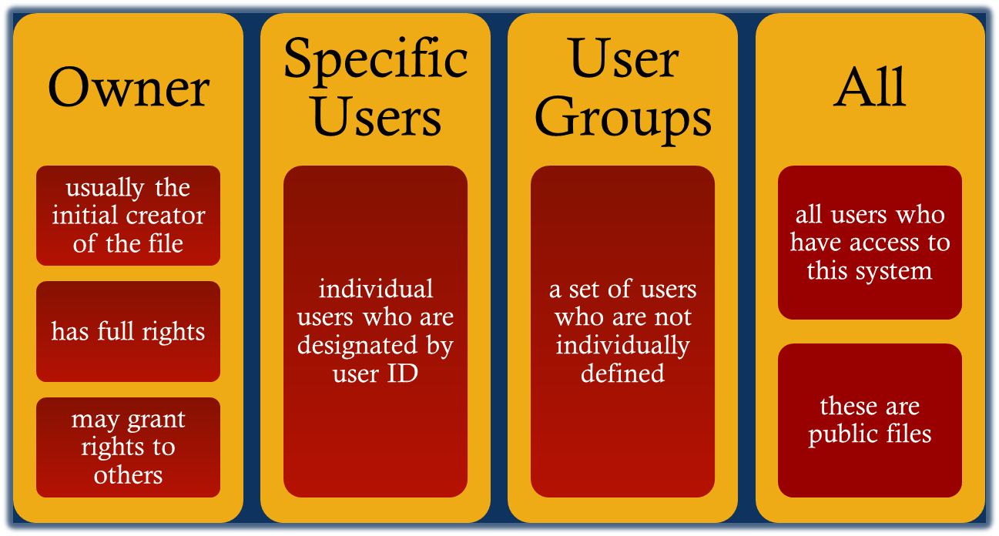 Owner
usually the
initial creator
of the file
has full rights
may grant
rights to
others
Specific
Users
individual
users who are
designated by
user ID
User
Groups
a set of users
who are not
individually
defined
All
all users who
have access to
this system
these are
public files